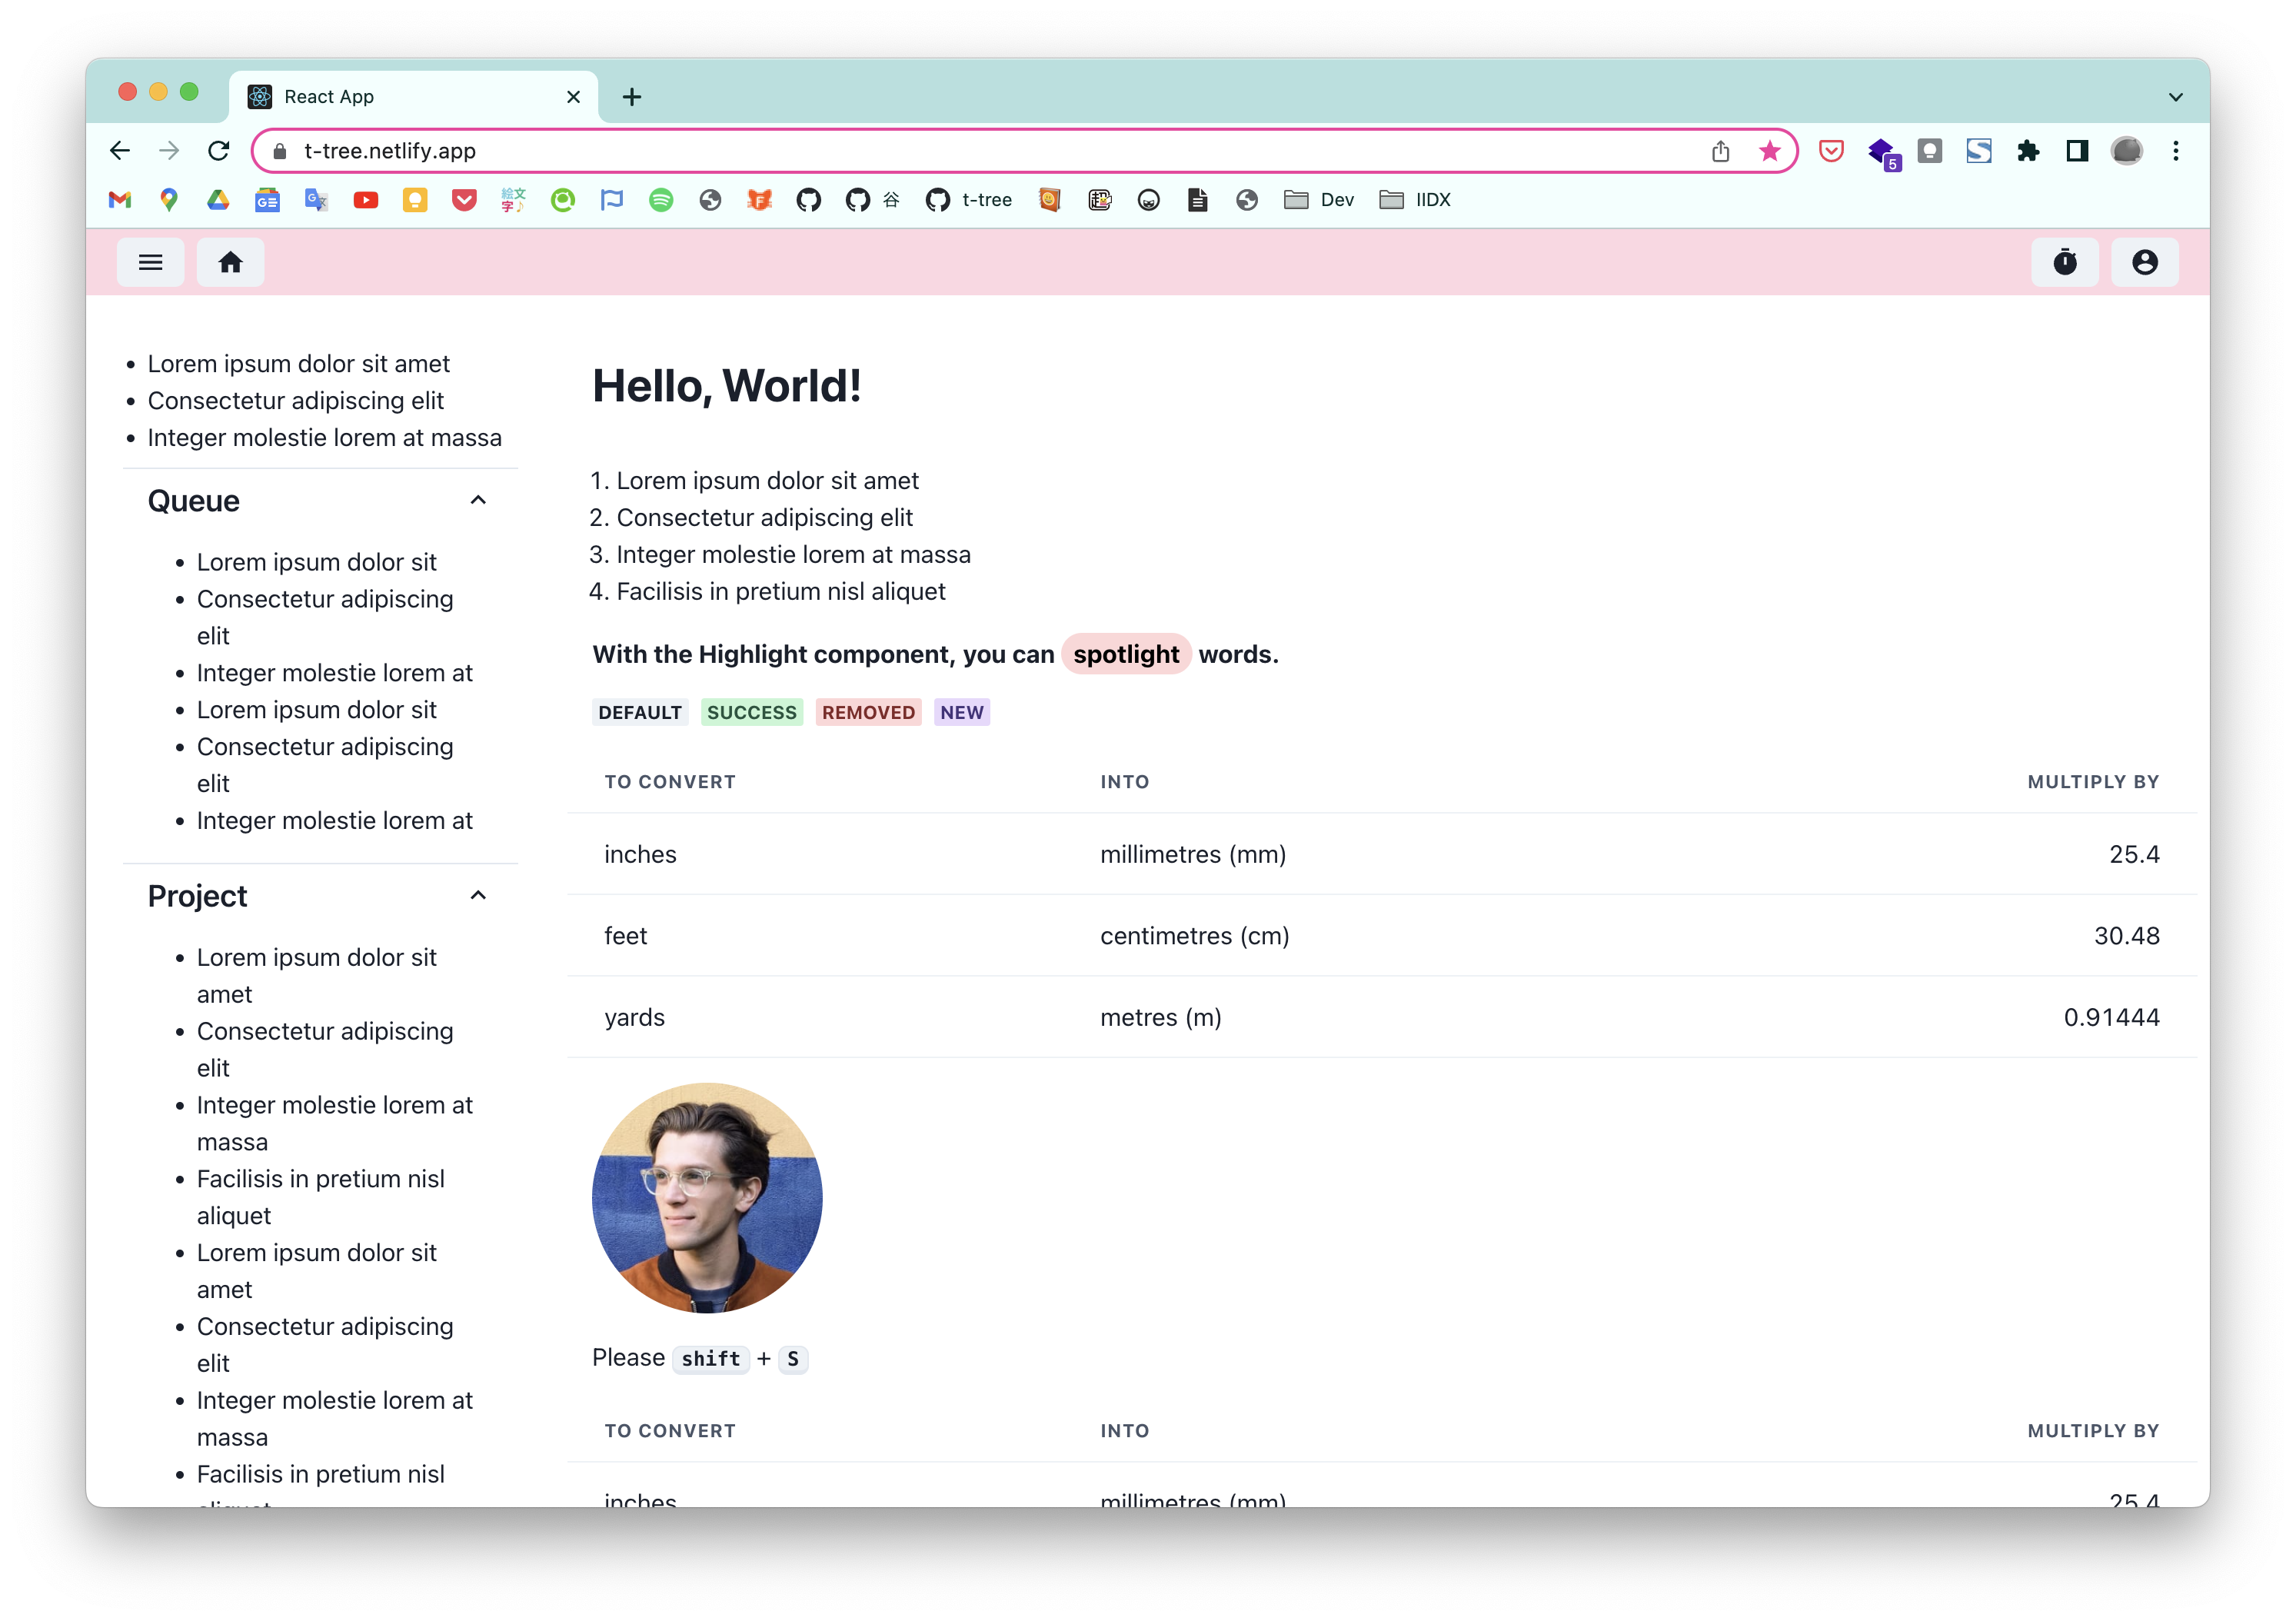 React App
t-tree.netlify.app
5
絵文字♪
谷
t-tree
Dev
IIDX
Lorem ipsum dolor sit amet
Consectetur adipiscing elit
Integer molestie lorem at massa
Queue
Lorem ipsum dolor sit
Consectetur adipiscing
elit
Integer molestie lorem at
Lorem ipsum dolor sit
Consectetur adipiscing
elit
Integer molestie lorem at
Project
Lorem ipsum dolor sit
amet
Consectetur adipiscing
elit
Integer molestie lorem at
massa
Facilisis in pretium nisl
aliquet
Lorem ipsum dolor sit
amet
Consectetur adipiscing
elit
Integer molestie lorem at
massa
Facilisis in pretium nisl
aliquet
Hello, World!
1. Lorem ipsum dolor sit amet
2. Consectetur adipiscing elit
3. Integer molestie lorem at massa
4. Facilisis in pretium nisl aliquet
With the Highlight component, you can spotlight words.
DEFAULT SUCCESS REMOVED NEW
TO CONVERT INTO MULTIPLY BY
inches millimetres (mm) 25.4
feet centimetres (cm) 30.48
yards metres (m) 0.91444
Please shift + S
TO CONVERT INTO MULTIPLY BY
inches millimetres (mm) 25.4